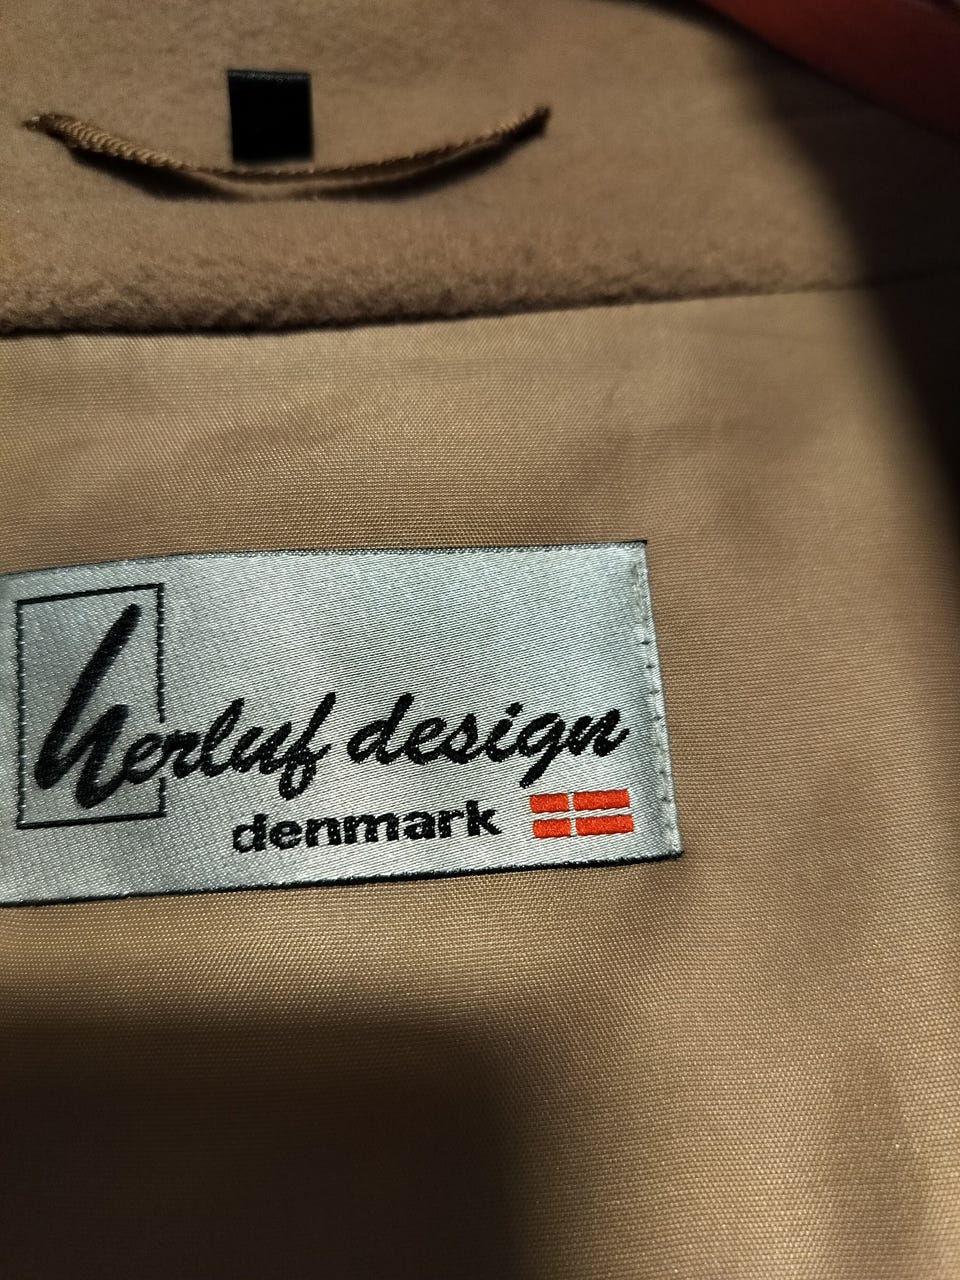 herluf design
denmark